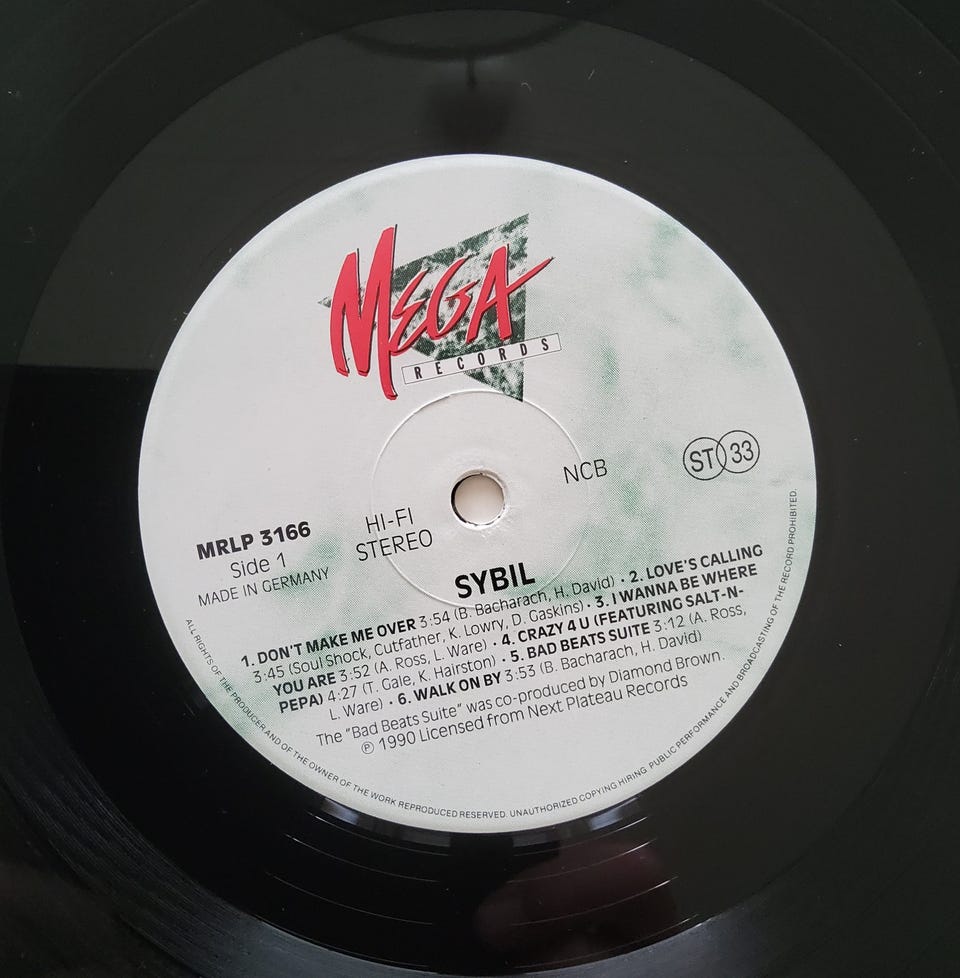 MEGA
RECORDS
NCB
ST 33
MRLP 3166
Side 1
MADE IN GERMANY
HI-FI
STEREO
SYBIL
1. DON'T MAKE ME OVER 3:54 (B. Bacharach, H. David) · 2. LOVE'S CALLING
3:45 (Soul Shock, Cutfather, K. Lowry, D. Gaskins) · 3. I WANNA BE WHERE
YOU ARE 3:52 (A. Ross, L. Ware) · 4. CRAZY 4 U (FEATURING SALT-N-
PEPA) 4:27 (T. Gale, K. Hairston) · 5. BAD BEATS SUITE 3:12 (A. Ross,
L. Ware) · 6. WALK ON BY 3:53 (B. Bacharach, H. David)
The "Bad Beats Suite" was co-produced by Diamond Brown.
℗ 1990 Licensed from Next Plateau Records
ALL RIGHTS OF THE PRODUCER AND OF THE OWNER OF THE WORK REPRODUCED RESERVED. UNAUTHORIZED COPYING HIRING PUBLIC PERFORMANCE AND BROADCASTING OF THE RECORD PROHIBITED.